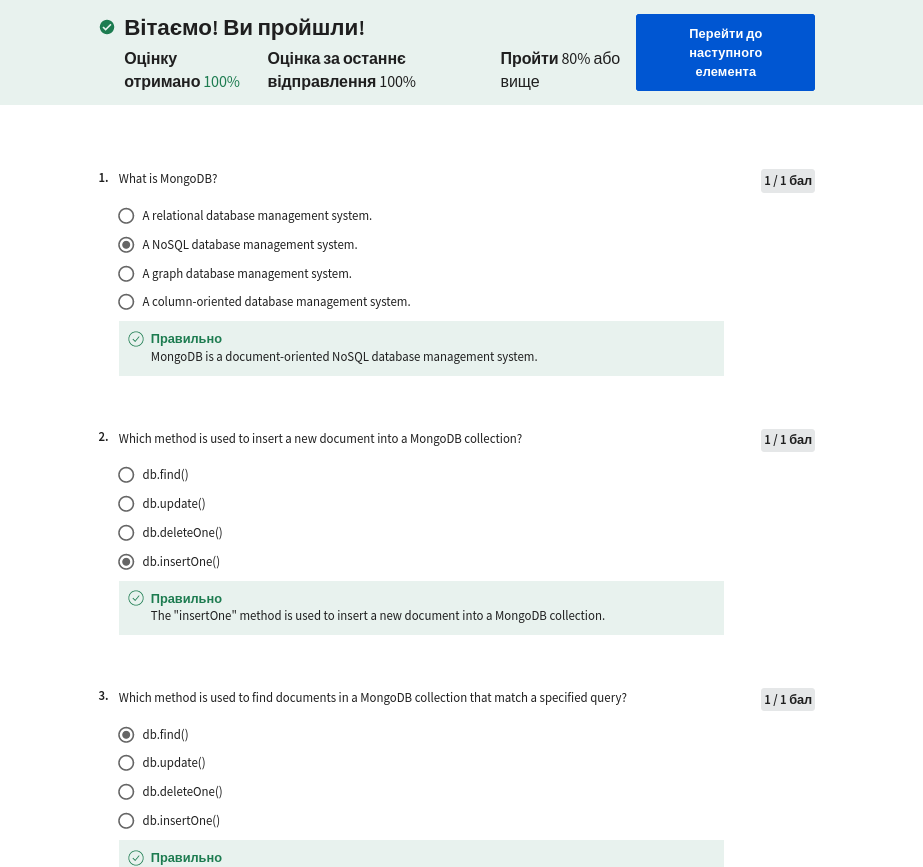 Вітаємо! Ви пройшли!
Оцінку отримано 100%
Оцінка за останнє відправлення 100%
Пройти 80% або вище
Перейти до наступного елемента
1. What is MongoDB?
1 / 1 бал
A relational database management system.
A NoSQL database management system.
A graph database management system.
A column-oriented database management system.
Правильно
MongoDB is a document-oriented NoSQL database management system.
2. Which method is used to insert a new document into a MongoDB collection?
1 / 1 бал
db.find()
db.update()
db.deleteOne()
db.insertOne()
Правильно
The "insertOne" method is used to insert a new document into a MongoDB collection.
3. Which method is used to find documents in a MongoDB collection that match a specified query?
1 / 1 бал
db.find()
db.update()
db.deleteOne()
db.insertOne()
Правильно